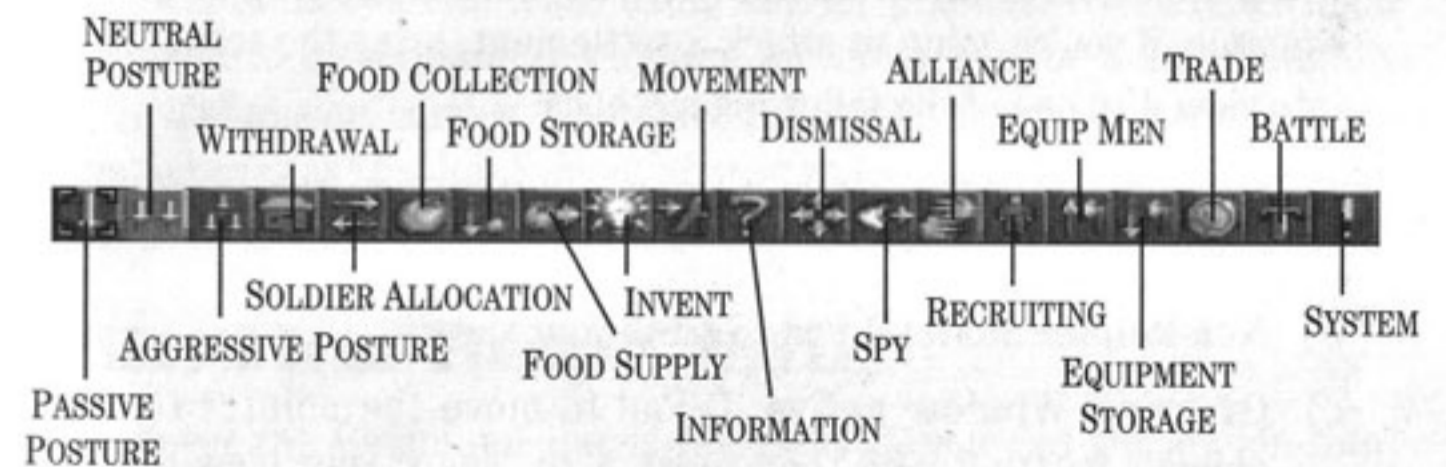 NEUTRAL
POSTURE
WITHDRAWAL
FOOD COLLECTION
FOOD STORAGE
MOVEMENT
DISMISSAL
ALLIANCE
EQUIP MEN
TRADE
BATTLE
PASSIVE
POSTURE
AGGRESSIVE POSTURE
SOLDIER ALLOCATION
FOOD SUPPLY
INVENT
INFORMATION
SPY
RECRUITING
EQUIPMENT
STORAGE
SYSTEM